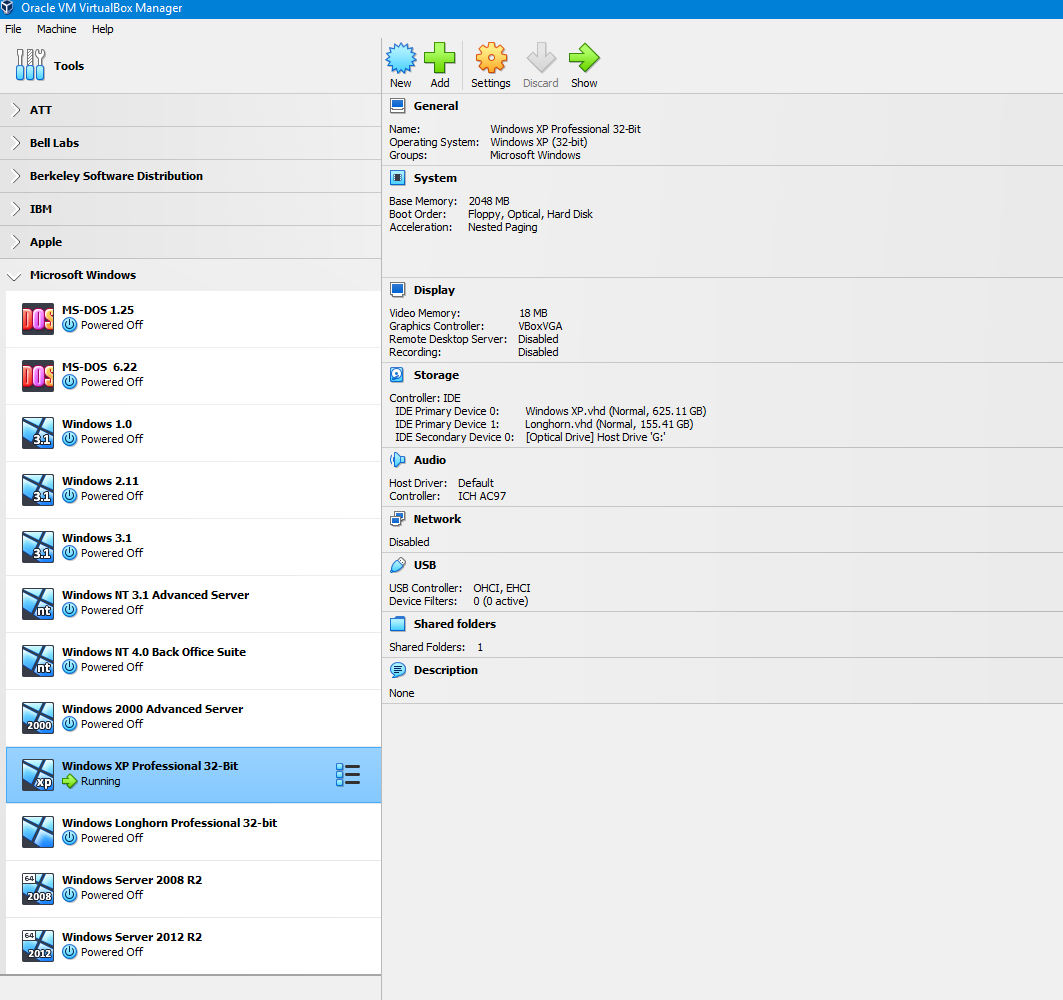 Oracle VM VirtualBox Manager
File Machine Help
Tools
ATT
Bell Labs
Berkeley Software Distribution
IBM
Apple
Microsoft Windows
DOS
MS-DOS 1.25
Powered Off
DOS
MS-DOS 6.22
Powered Off
3.1
Windows 1.0
Powered Off
3.1
Windows 2.11
Powered Off
3.1
Windows 3.1
Powered Off
nt
Windows NT 3.1 Advanced Server
Powered Off
nt
Windows NT 4.0 Back Office Suite
Powered Off
2000
Windows 2000 Advanced Server
Powered Off
xp
Windows XP Professional 32-Bit
Running
Windows Longhorn Professional 32-bit
Powered Off
64
2008
Windows Server 2008 R2
Powered Off
64
2012
Windows Server 2012 R2
Powered Off
New Add Settings Discard Show
General
Name: Windows XP Professional 32-Bit
Operating System: Windows XP (32-bit)
Groups: Microsoft Windows
System
Base Memory: 2048 MB
Boot Order: Floppy, Optical, Hard Disk
Acceleration: Nested Paging
Display
Video Memory: 18 MB
Graphics Controller: VBoxVGA
Remote Desktop Server: Disabled
Recording: Disabled
Storage
Controller: IDE
IDE Primary Device 0: Windows XP.vhd (Normal, 625.11 GB)
IDE Primary Device 1: Longhorn.vhd (Normal, 155.41 GB)
IDE Secondary Device 0: [Optical Drive] Host Drive 'G:'
Audio
Host Driver: Default
Controller: ICH AC97
Network
Disabled
USB
USB Controller: OHCI, EHCI
Device Filters: 0 (0 active)
Shared folders
Shared Folders: 1
Description
None